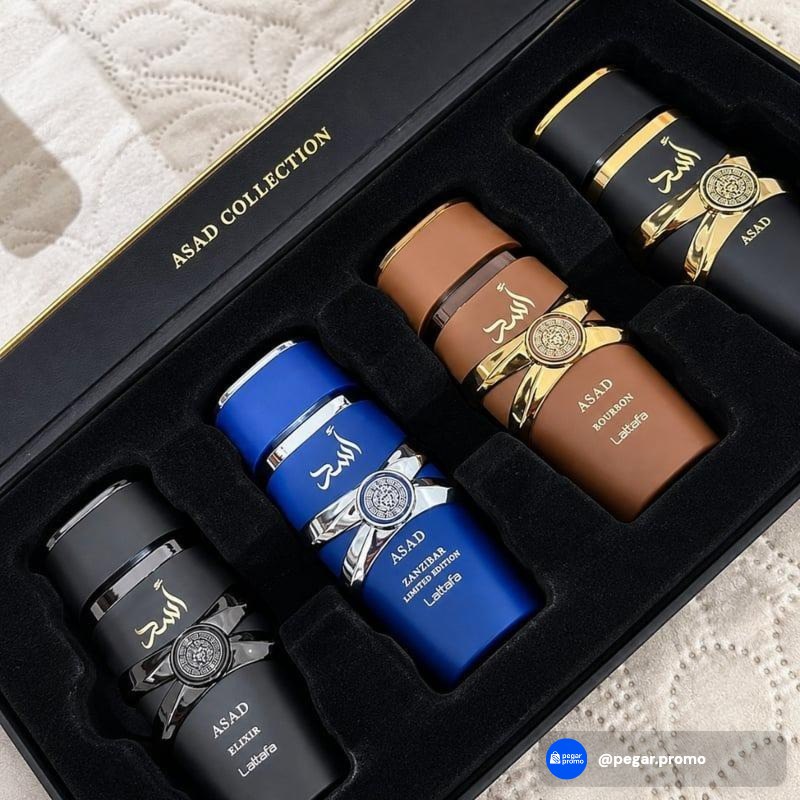 ASAD COLLECTION
أسد
ASAD
أسد
ASAD
BOURBON
Lattafa
أسد
ASAD
ZANZIBAR
LIMITED EDITION
Lattafa
أسد
ASAD
ELIXIR
Lattafa
pegar
promo
@pegar.promo